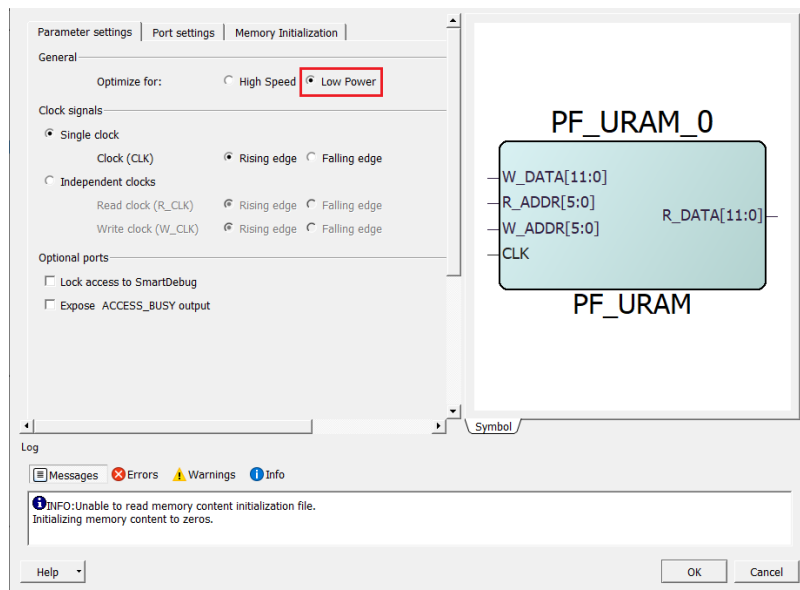 Parameter settings Port settings Memory Initialization
General
Optimize for: High Speed Low Power
Clock signals
Single clock
Clock (CLK) Rising edge Falling edge
Independent clocks
Read clock (R_CLK) Rising edge Falling edge
Write clock (W_CLK) Rising edge Falling edge
Optional ports
Lock access to SmartDebug
Expose ACCESS_BUSY output
PF_URAM_0
W_DATA[11:0]
R_ADDR[5:0]
R_DATA[11:0]
W_ADDR[5:0]
CLK
PF_URAM
Symbol
Log
Messages Errors Warnings Info
INFO:Unable to read memory content initialization file.
Initializing memory content to zeros.
Help OK Cancel